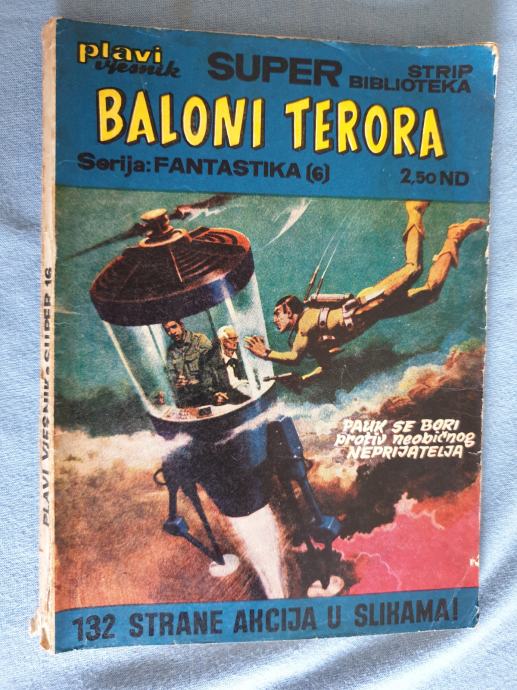 plavi
vjesnik
SUPER
STRIP
BIBLIOTEKA
BALONI TERORA
Serija: FANTASTIKA (6)
2,50 ND
PAUK SE BORI
protiv neobičnog
NEPRIJATELJA
132 STRANE AKCIJA U SLIKAMA!
PLAVI VJESNIK SUPER 16